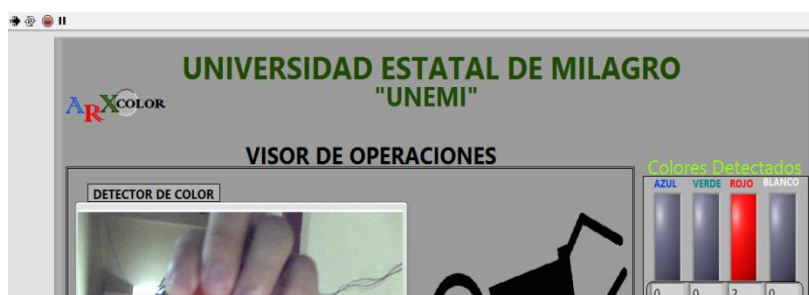 UNIVERSIDAD ESTATAL DE MILAGRO
"UNEMI"
ARXCOLOR
VISOR DE OPERACIONES
Colores Detectados
AZUL VERDE ROJO BLANCO
DETECTOR DE COLOR
0 0 2 0